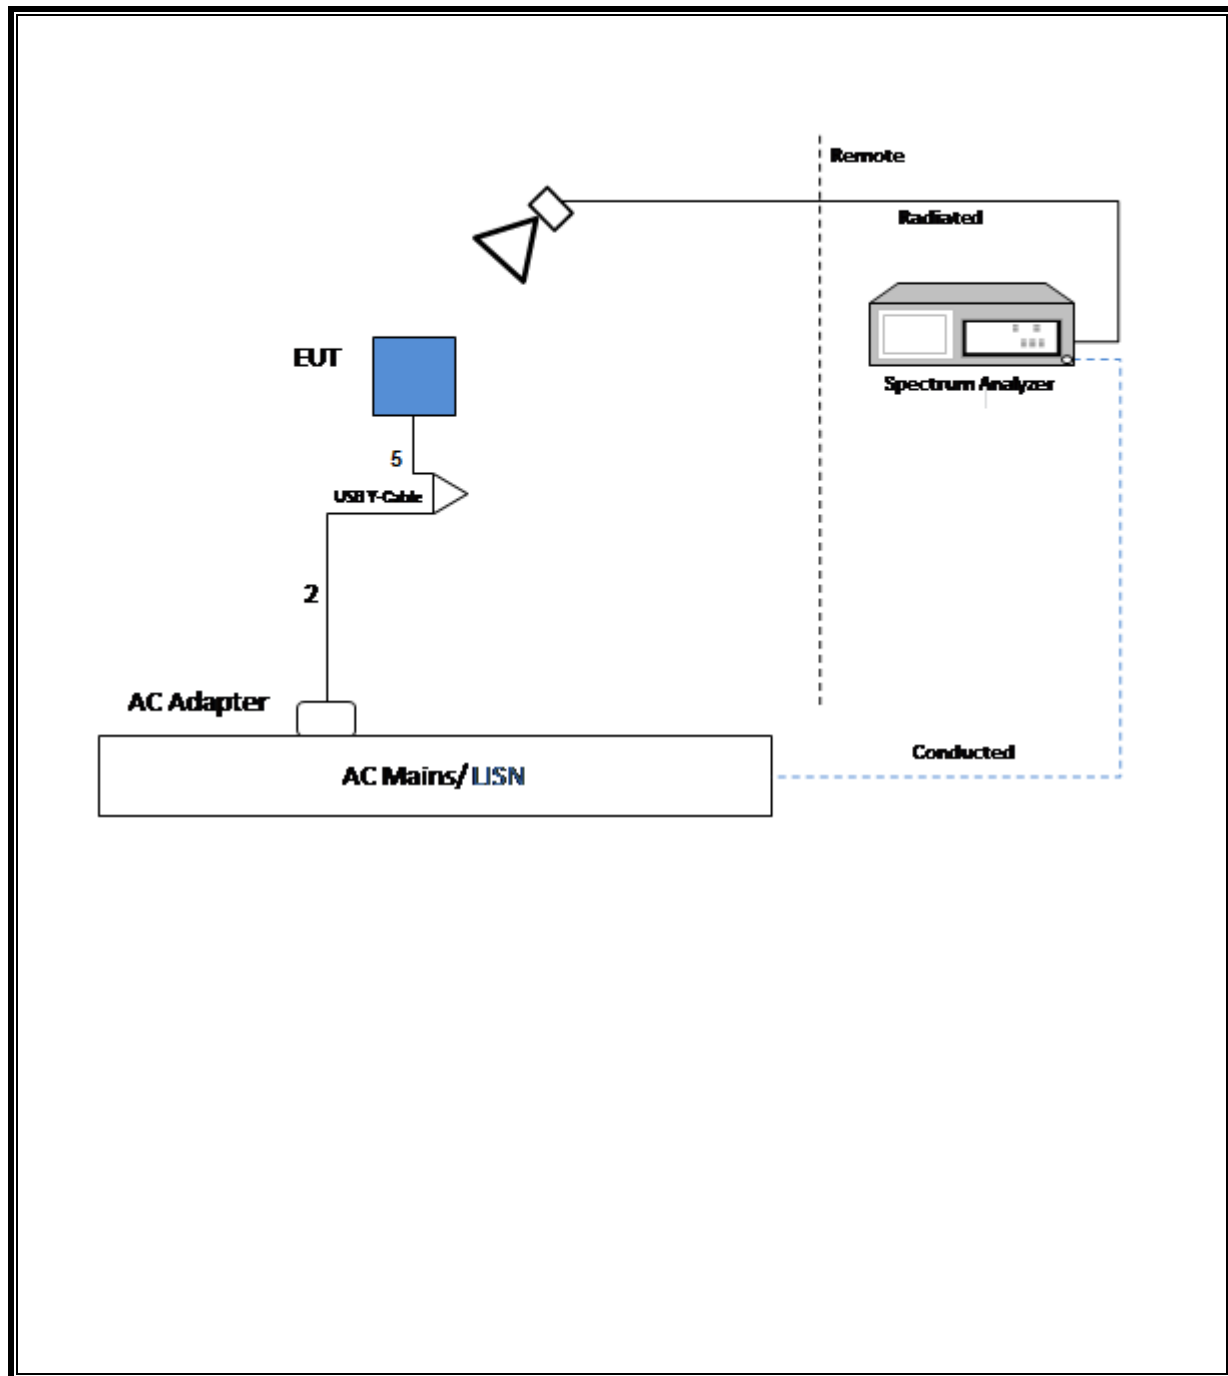 Remote
Radiated
EUT
Spectrum Analyzer
5
USB Y-Cable
2
AC Adapter
Conducted
AC Mains/ LISN